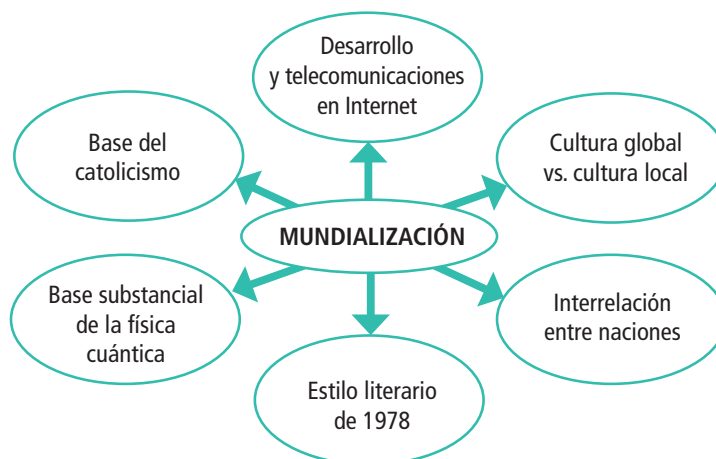 Desarrollo
y telecomunicaciones
en Internet
Base del
catolicismo
Cultura global
vs. cultura local
MUNDIALIZACIÓN
Base substancial
de la física
cuántica
Interrelación
entre naciones
Estilo literario
de 1978